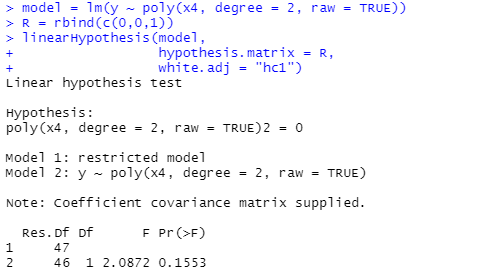 > model = lm(y ~ poly(x4, degree = 2, raw = TRUE))
> R = rbind(c(0,0,1))
> linearHypothesis(model,
+                  hypothesis.matrix = R,
+                  white.adj = "hc1")
Linear hypothesis test

Hypothesis:
poly(x4, degree = 2, raw = TRUE)2 = 0

Model 1: restricted model
Model 2: y ~ poly(x4, degree = 2, raw = TRUE)

Note: Coefficient covariance matrix supplied.

  Res.Df Df      F Pr(>F)
1     47
2     46  1 2.0872 0.1553